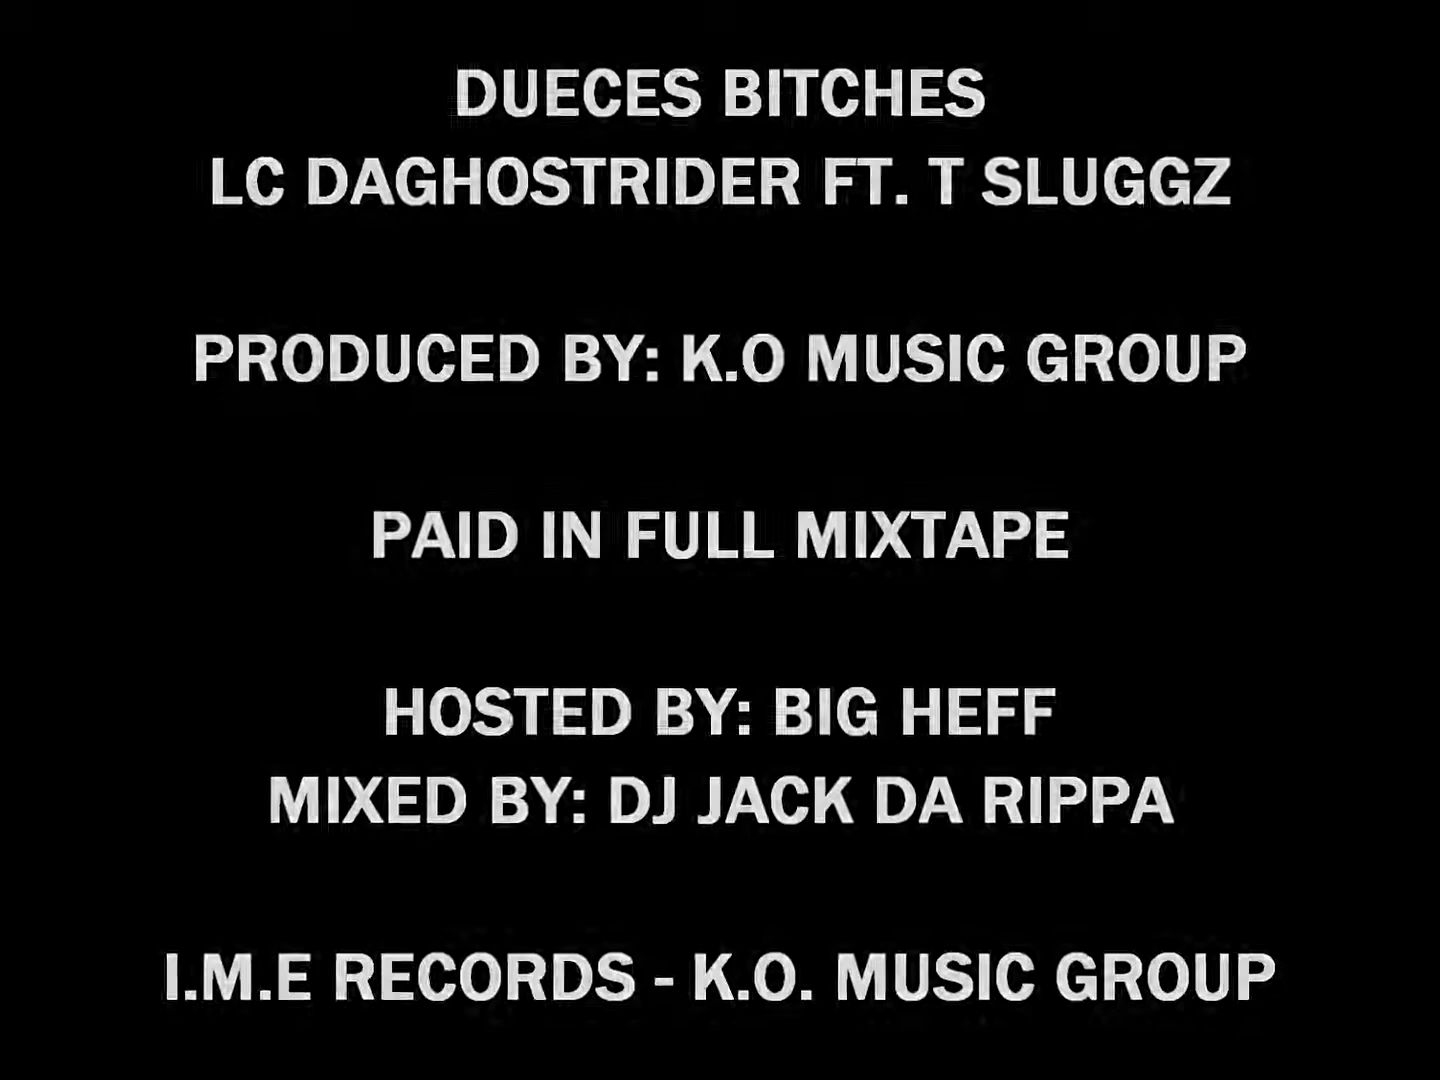 DUECES BITCHES
LC DAGHOSTRIDER FT. T SLUGGZ
PRODUCED BY: K.O MUSIC GROUP
PAID IN FULL MIXTAPE
HOSTED BY: BIG HEFF
MIXED BY: DJ JACK DA RIPPA
I.M.E RECORDS - K.O. MUSIC GROUP